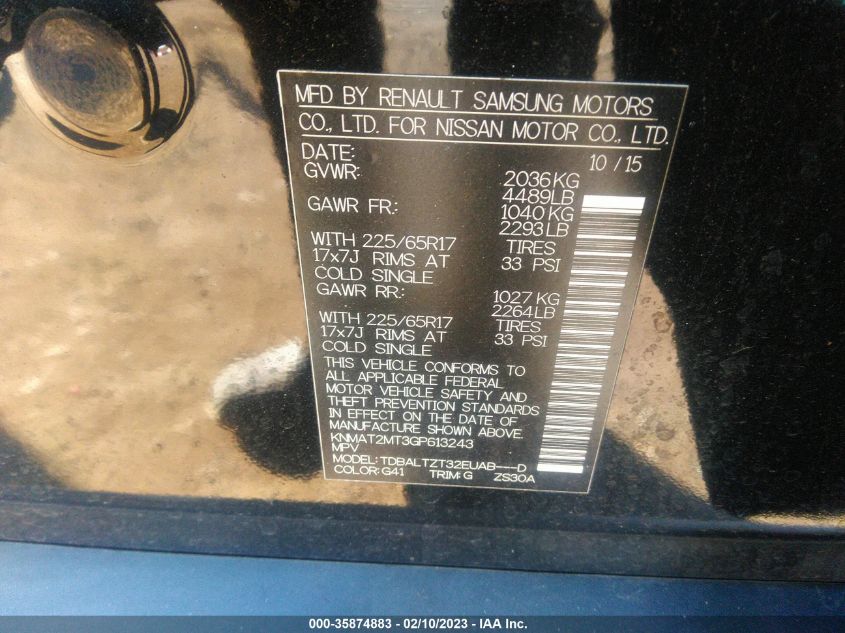 MFD BY RENAULT SAMSUNG MOTORS
CO., LTD. FOR NISSAN MOTOR CO., LTD.
DATE: 10 / 15
GVWR: 2036KG
4489LB
GAWR FR.: 1040KG
2293LB
WITH 225/65R17 TIRES
17x7J RIMS AT 33 PSI
COLD SINGLE
GAWR RR.: 1027KG
2264LB
WITH 225/65R17 TIRES
17x7J RIMS AT 33 PSI
COLD SINGLE
THIS VEHICLE CONFORMS TO
ALL APPLICABLE FEDERAL
MOTOR VEHICLE SAFETY AND
THEFT PREVENTION STANDARDS
IN EFFECT ON THE DATE OF
MANUFACTURE SHOWN ABOVE.
KNMAT2MT3GP613243
MPV
MODEL: TDBALTZT32EUAB---D
COLOR: G41 TRIM: G ZS30A
000-35874883 - 02/10/2023 - IAA Inc.